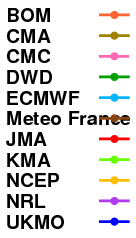 BOM
CMA
CMC
DWD
ECMWF
Meteo France
JMA
KMA
NCEP
NRL
UKMO